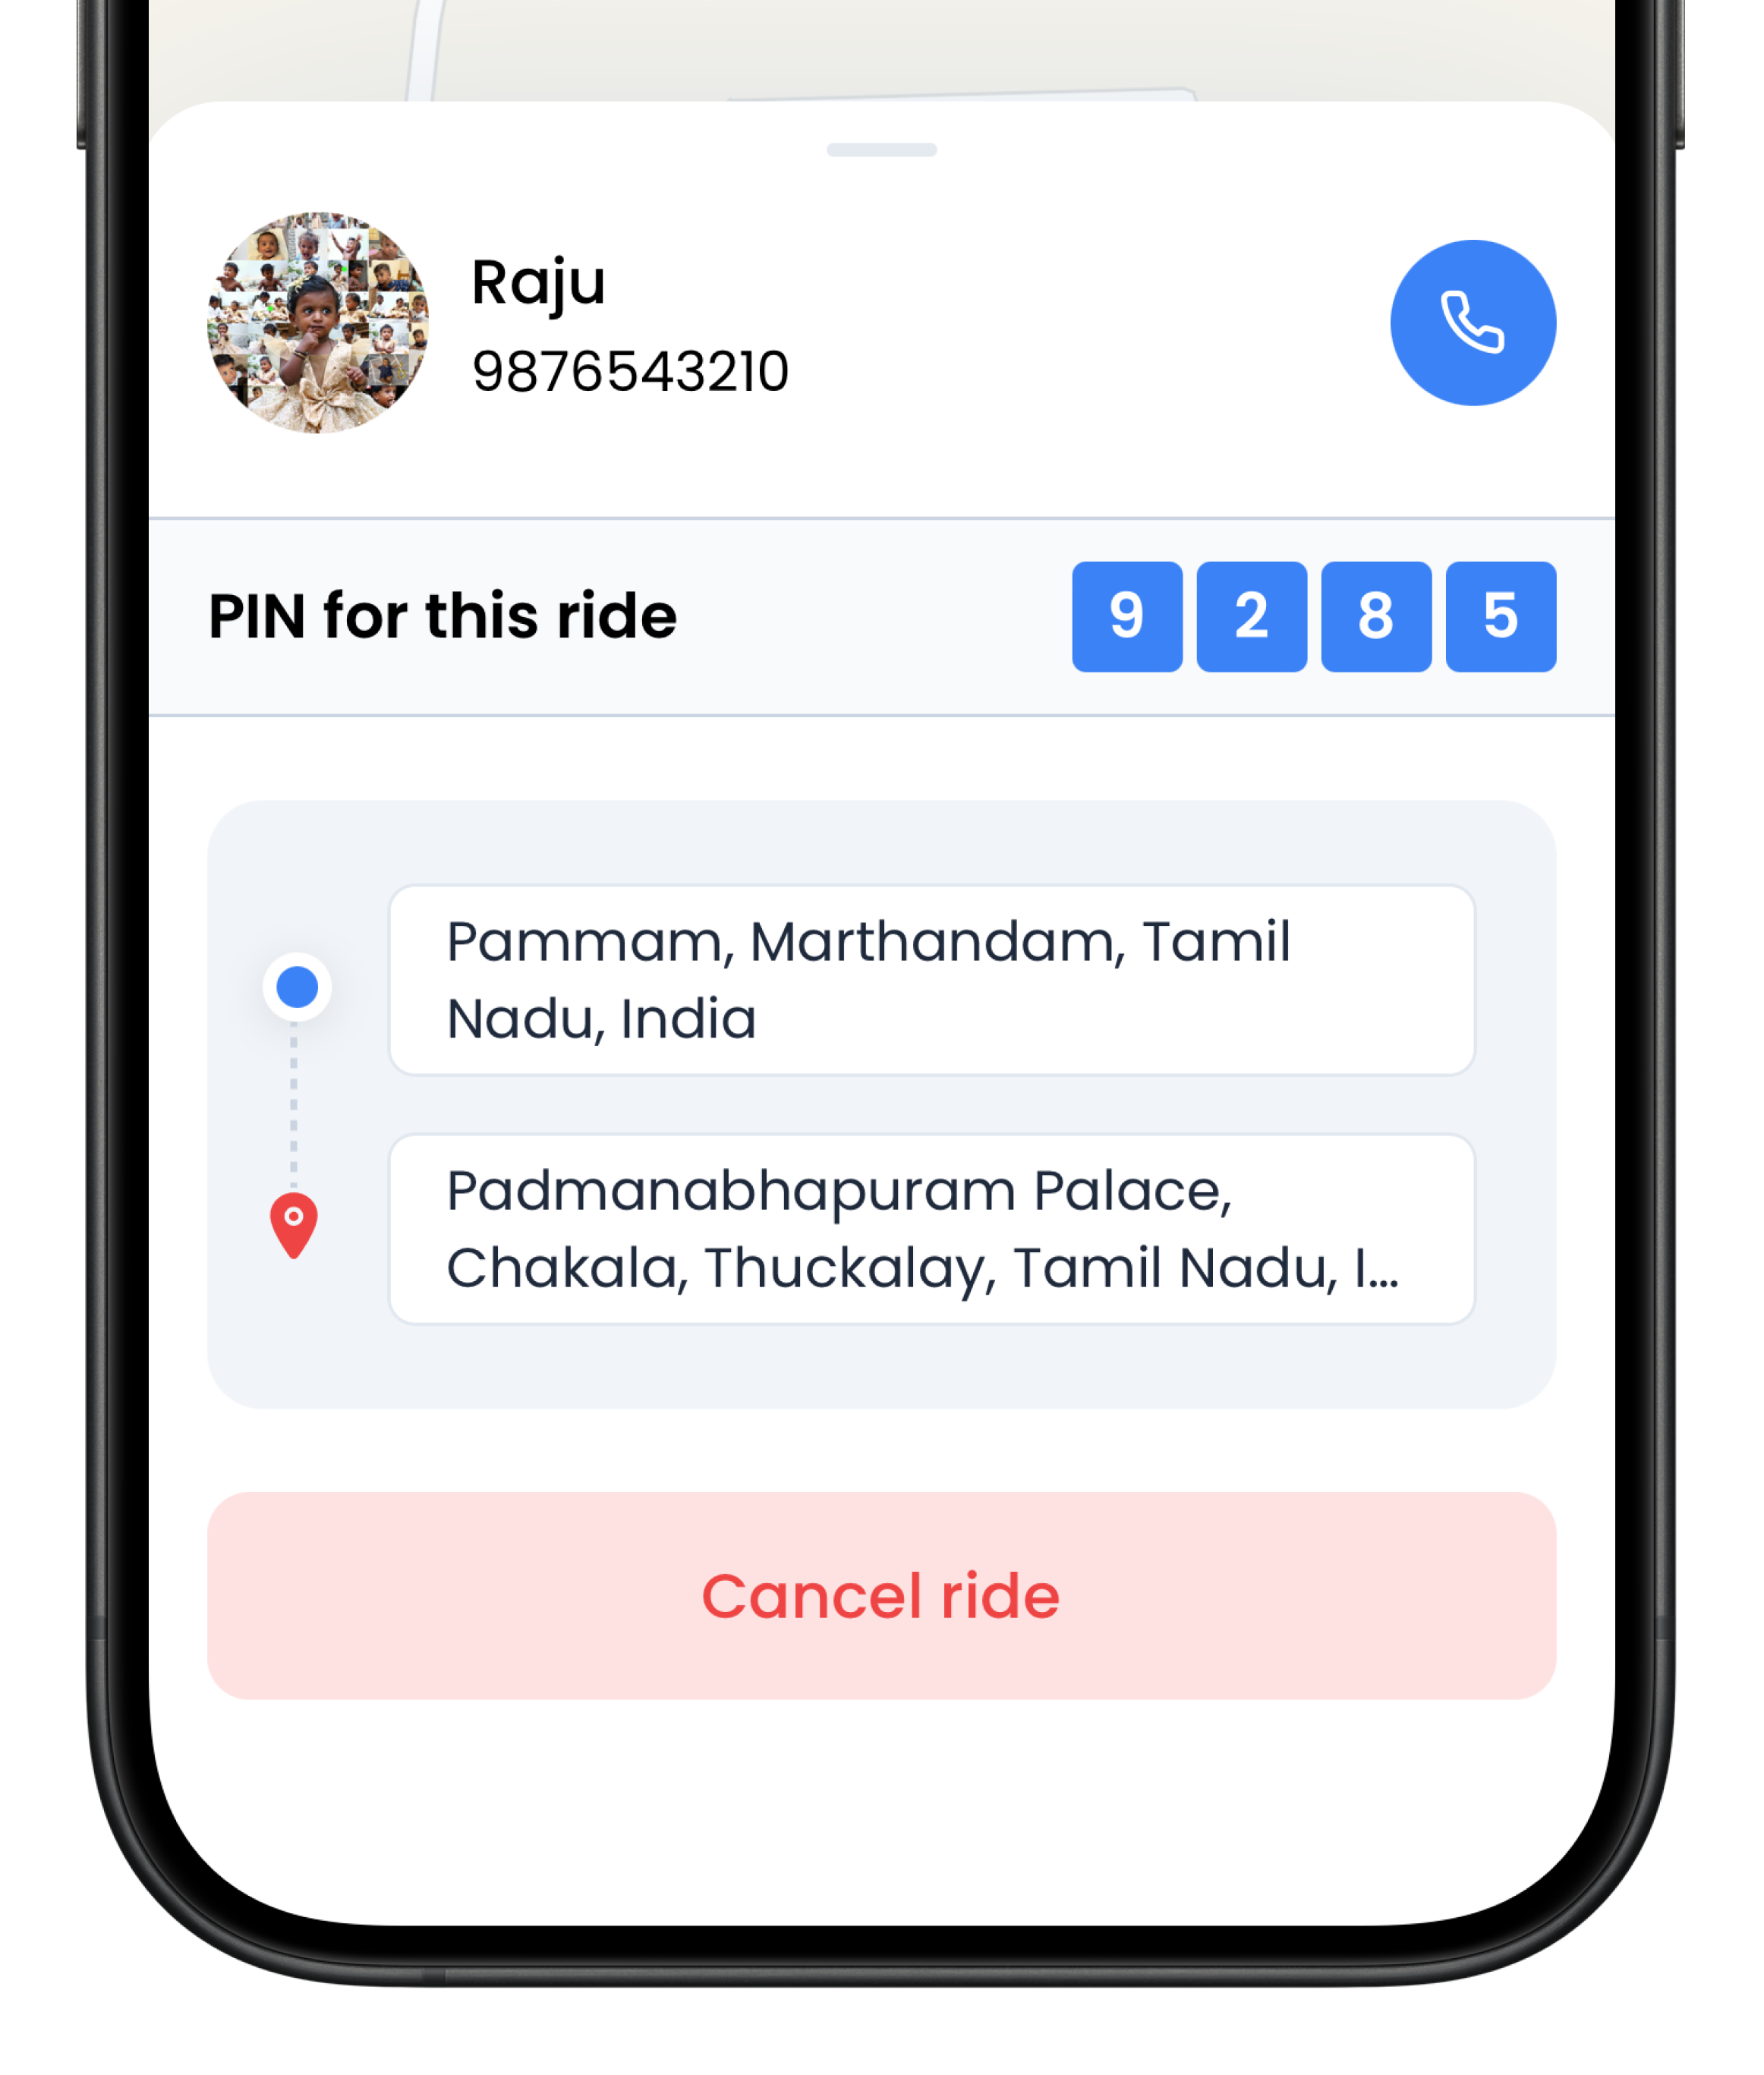 Raju
9876543210
PIN for this ride
9 2 8 5
Pammam, Marthandam, Tamil
Nadu, India
Padmanabhapuram Palace,
Chakala, Thuckalay, Tamil Nadu, I...
Cancel ride